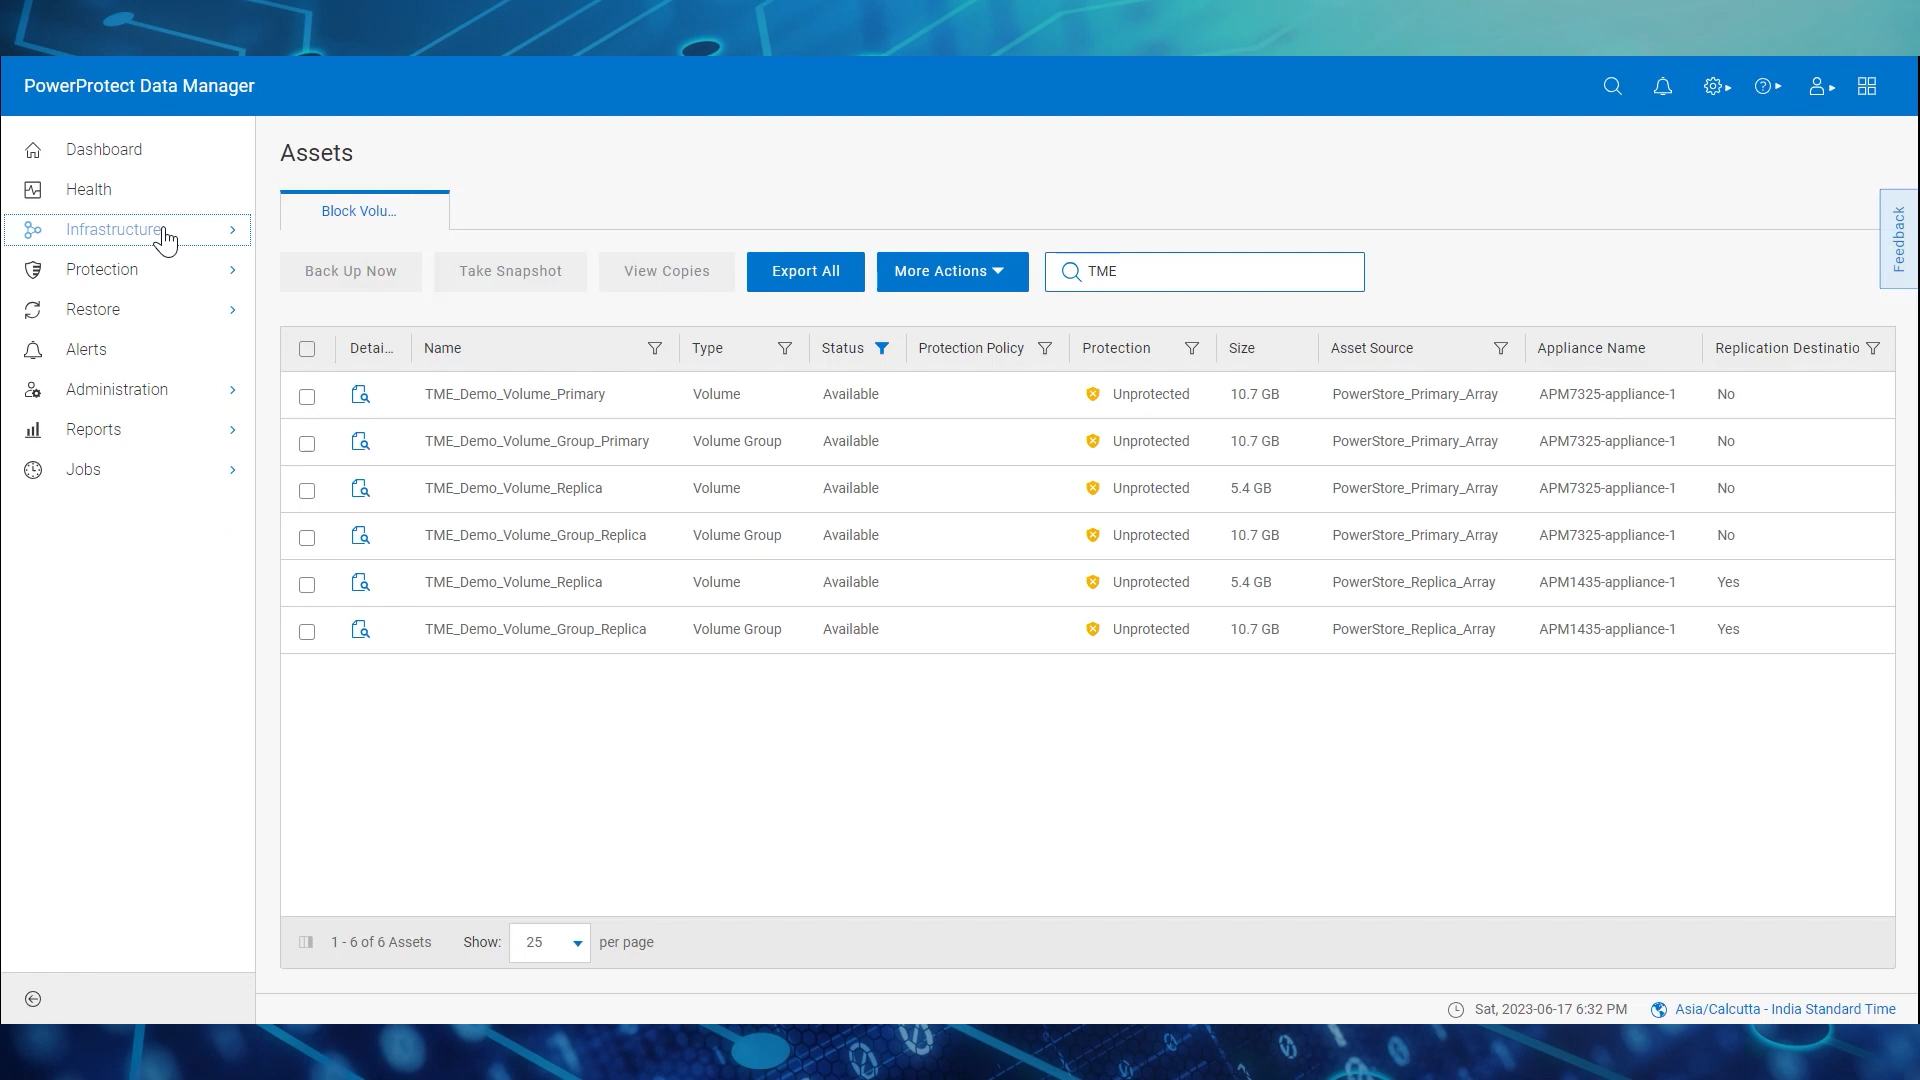 PowerProtect Data Manager
Dashboard
Health
Infrastructure
Protection
Restore
Alerts
Administration
Reports
Jobs
Assets
Block Volu...
Feedback
Back Up Now Take Snapshot View Copies Export All More Actions TME
Detai... Name Type Status Protection Policy Protection Size Asset Source Appliance Name Replication Destinatio
TME_Demo_Volume_Primary Volume Available Unprotected 10.7 GB PowerStore_Primary_Array APM7325-appliance-1 No
TME_Demo_Volume_Group_Primary Volume Group Available Unprotected 10.7 GB PowerStore_Primary_Array APM7325-appliance-1 No
TME_Demo_Volume_Replica Volume Available Unprotected 5.4 GB PowerStore_Primary_Array APM7325-appliance-1 No
TME_Demo_Volume_Group_Replica Volume Group Available Unprotected 10.7 GB PowerStore_Primary_Array APM7325-appliance-1 No
TME_Demo_Volume_Replica Volume Available Unprotected 5.4 GB PowerStore_Replica_Array APM1435-appliance-1 Yes
TME_Demo_Volume_Group_Replica Volume Group Available Unprotected 10.7 GB PowerStore_Replica_Array APM1435-appliance-1 Yes
1 - 6 of 6 Assets Show: 25 per page
Sat, 2023-06-17 6:32 PM Asia/Calcutta - India Standard Time